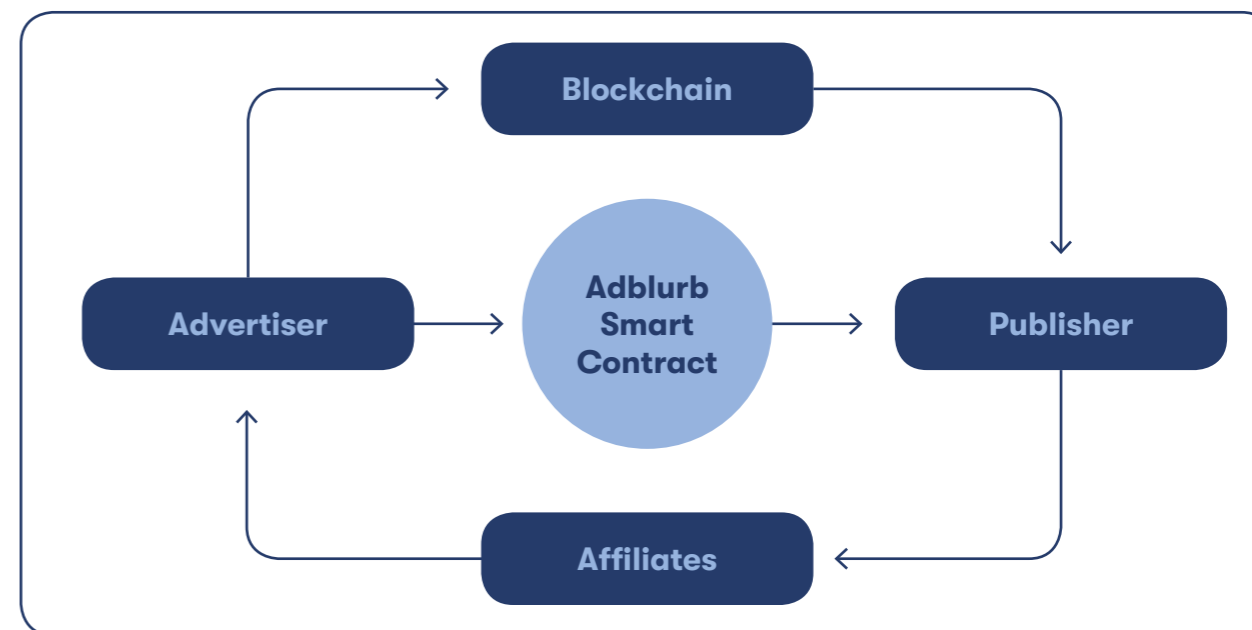 Blockchain
Advertiser
Adblurb
Smart
Contract
Publisher
Affiliates